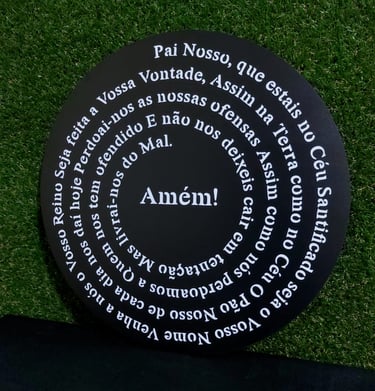 Pai Nosso, que estais no Céu Santificado seja o Vosso Nome Venha a nós o Vosso Reino Seja feita a Vossa Vontade, Assim na Terra como no Céu O Pão Nosso de cada dia nos dai hoje Perdoai-nos as nossas ofensas Assim como nós perdoamos a Quem nos tem ofendido E não nos deixeis cair em tentação Mas livrai-nos do Mal.
Amém!